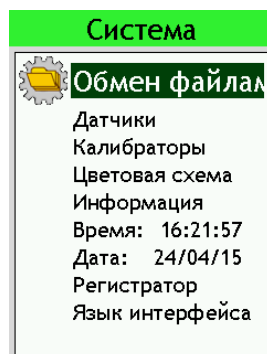 Система
Обмен файлам
Датчики
Калибраторы
Цветовая схема
Информация
Время: 16:21:57
Дата: 24/04/15
Регистратор
Язык интерфейса